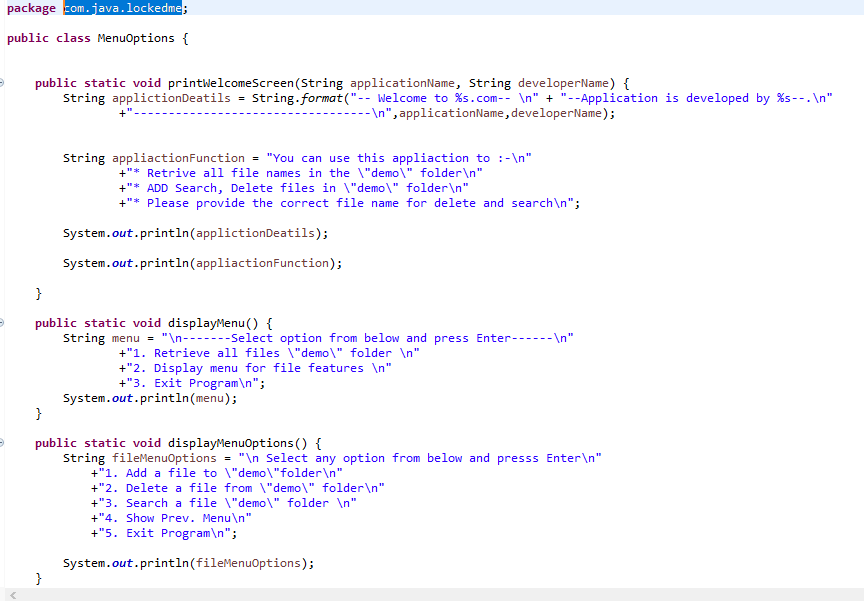 package com.java.lockedme;
public class MenuOptions {
public static void printWelcomeScreen(String applicationName, String developerName) {
String applictionDeatils = String.format("-- Welcome to %s.com-- \n" + "--Application is developed by %s--.\n"
+"----------------------------------\n",applicationName,developerName);
String appliactionFunction = "You can use this appliaction to :-\n"
+"* Retrive all file names in the \"demo\" folder\n"
+"* ADD Search, Delete files in \"demo\" folder\n"
+"* Please provide the correct file name for delete and search\n";
System.out.println(applictionDeatils);
System.out.println(appliactionFunction);
}
public static void displayMenu() {
String menu = "\n-------Select option from below and press Enter------\n"
+"1. Retrieve all files \"demo\" folder \n"
+"2. Display menu for file features \n"
+"3. Exit Program\n";
System.out.println(menu);
}
public static void displayMenuOptions() {
String fileMenuOptions = "\n Select any option from below and presss Enter\n"
+"1. Add a file to \"demo\"folder\n"
+"2. Delete a file from \"demo\" folder\n"
+"3. Search a file \"demo\" folder \n"
+"4. Show Prev. Menu\n"
+"5. Exit Program\n";
System.out.println(fileMenuOptions);
}